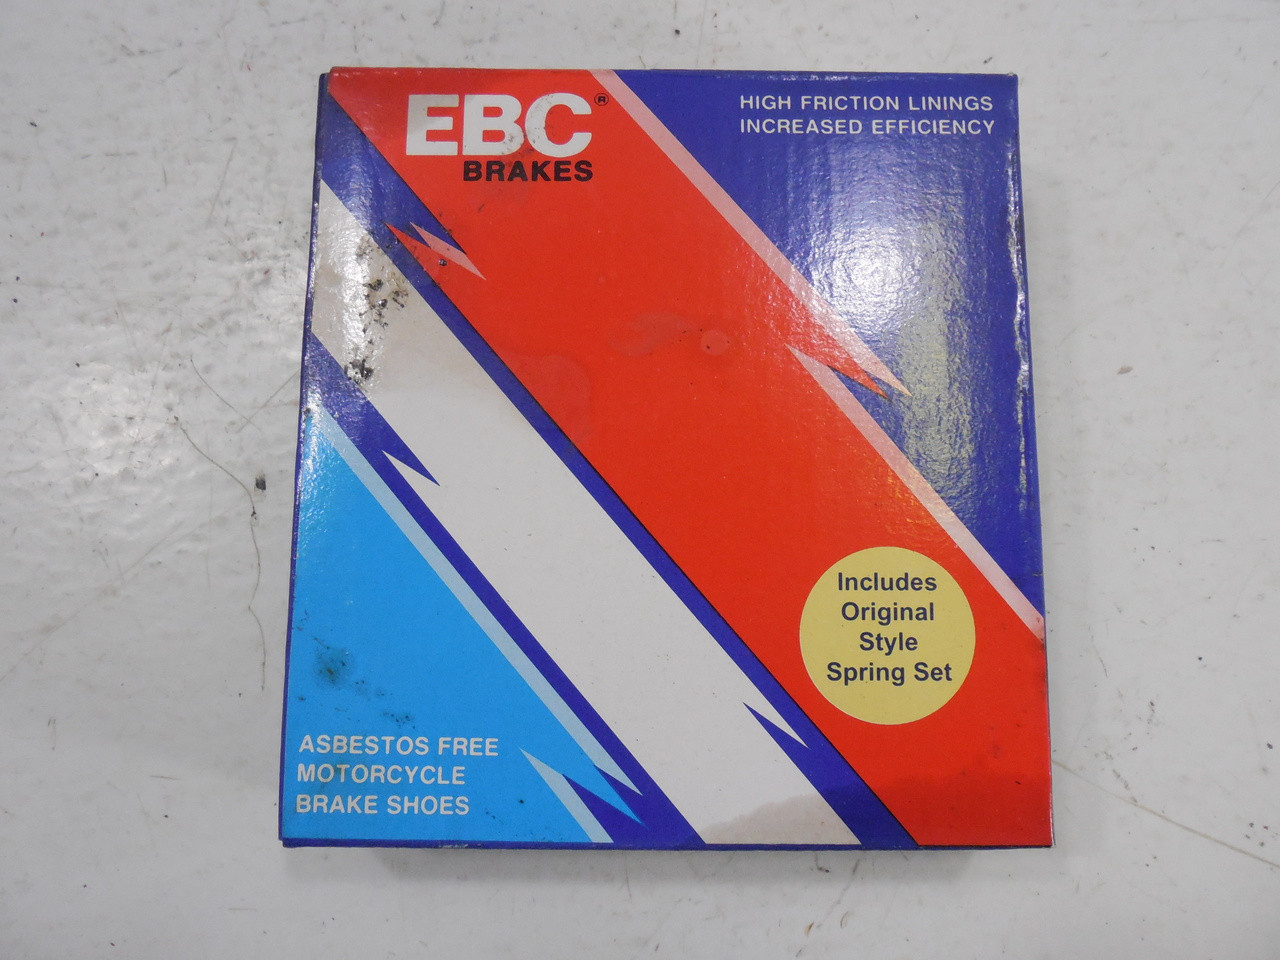 EBC®
BRAKES
HIGH FRICTION LININGS
INCREASED EFFICIENCY
Includes
Original
Style
Spring Set
ASBESTOS FREE
MOTORCYCLE
BRAKE SHOES